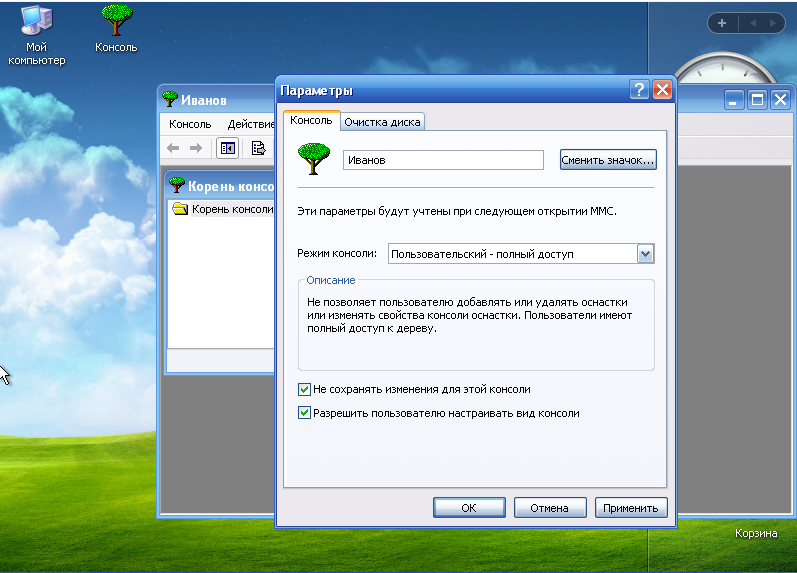 Мой
компьютер
Консоль
Иванов
Консоль
Действие
Корень консо
Корень консоли
Параметры
Консоль
Очистка диска
Иванов
Сменить значок...
Эти параметры будут учтены при следующем открытии MMC.
Режим консоли:
Пользовательский - полный доступ
Описание
Не позволяет пользователю добавлять или удалять оснастки
или изменять свойства консоли оснастки. Пользователи имеют
полный доступ к дереву.
Не сохранять изменения для этой консоли
Разрешить пользователю настраивать вид консоли
ОК
Отмена
Применить
Корзина